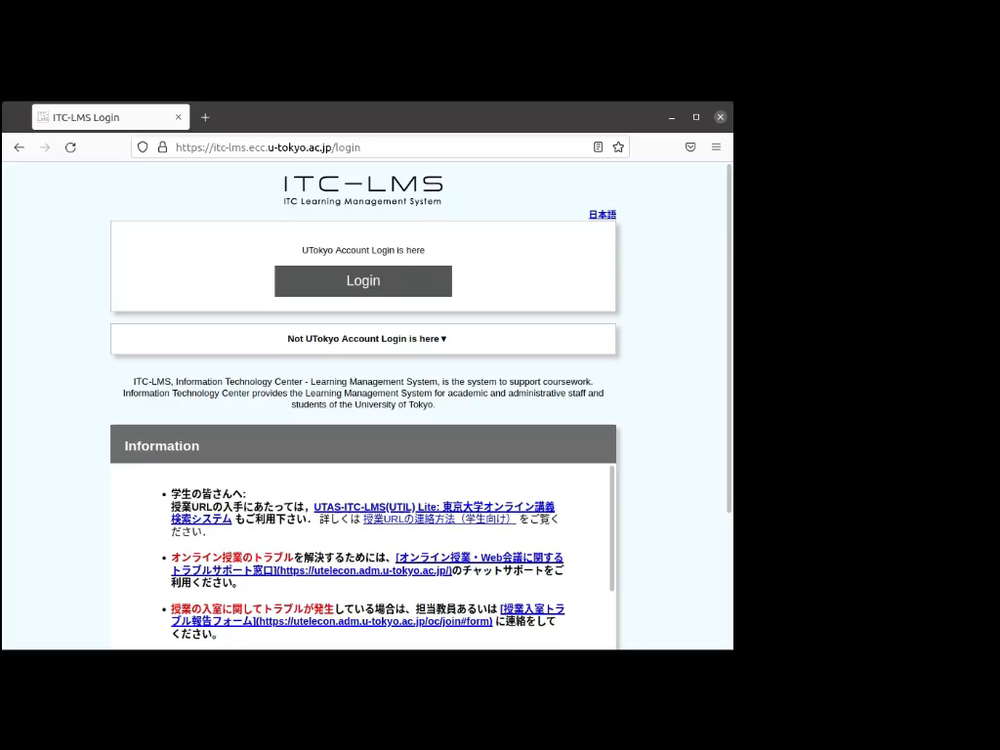 ITC-LMS Login
https://itc-lms.ecc.u-tokyo.ac.jp/login
ITC-LMS
ITC Learning Management System
日本語
UTokyo Account Login is here
Login
Not UTokyo Account Login is here▼
ITC-LMS, Information Technology Center - Learning Management System, is the system to support coursework.
Information Technology Center provides the Learning Management System for academic and administrative staff and
students of the University of Tokyo.
Information
• 学生の皆さんへ:
授業URLの入手にあたっては，UTAS-ITC-LMS(UTIL) Lite: 東京大学オンライン講義
検索システム もご利用下さい． 詳しくは 授業URLの連絡方法（学生向け） をご覧く
ださい．
• オンライン授業のトラブルを解決するためには、[オンライン授業・Web会議に関する
トラブルサポート窓口](https://utelecon.adm.u-tokyo.ac.jp/)のチャットサポートをご
利用ください。
• 授業の入室に関してトラブルが発生している場合は、担当教員あるいは [授業入室トラ
ブル報告フォーム](https://utelecon.adm.u-tokyo.ac.jp/oc/join#form) に連絡をして
ください。